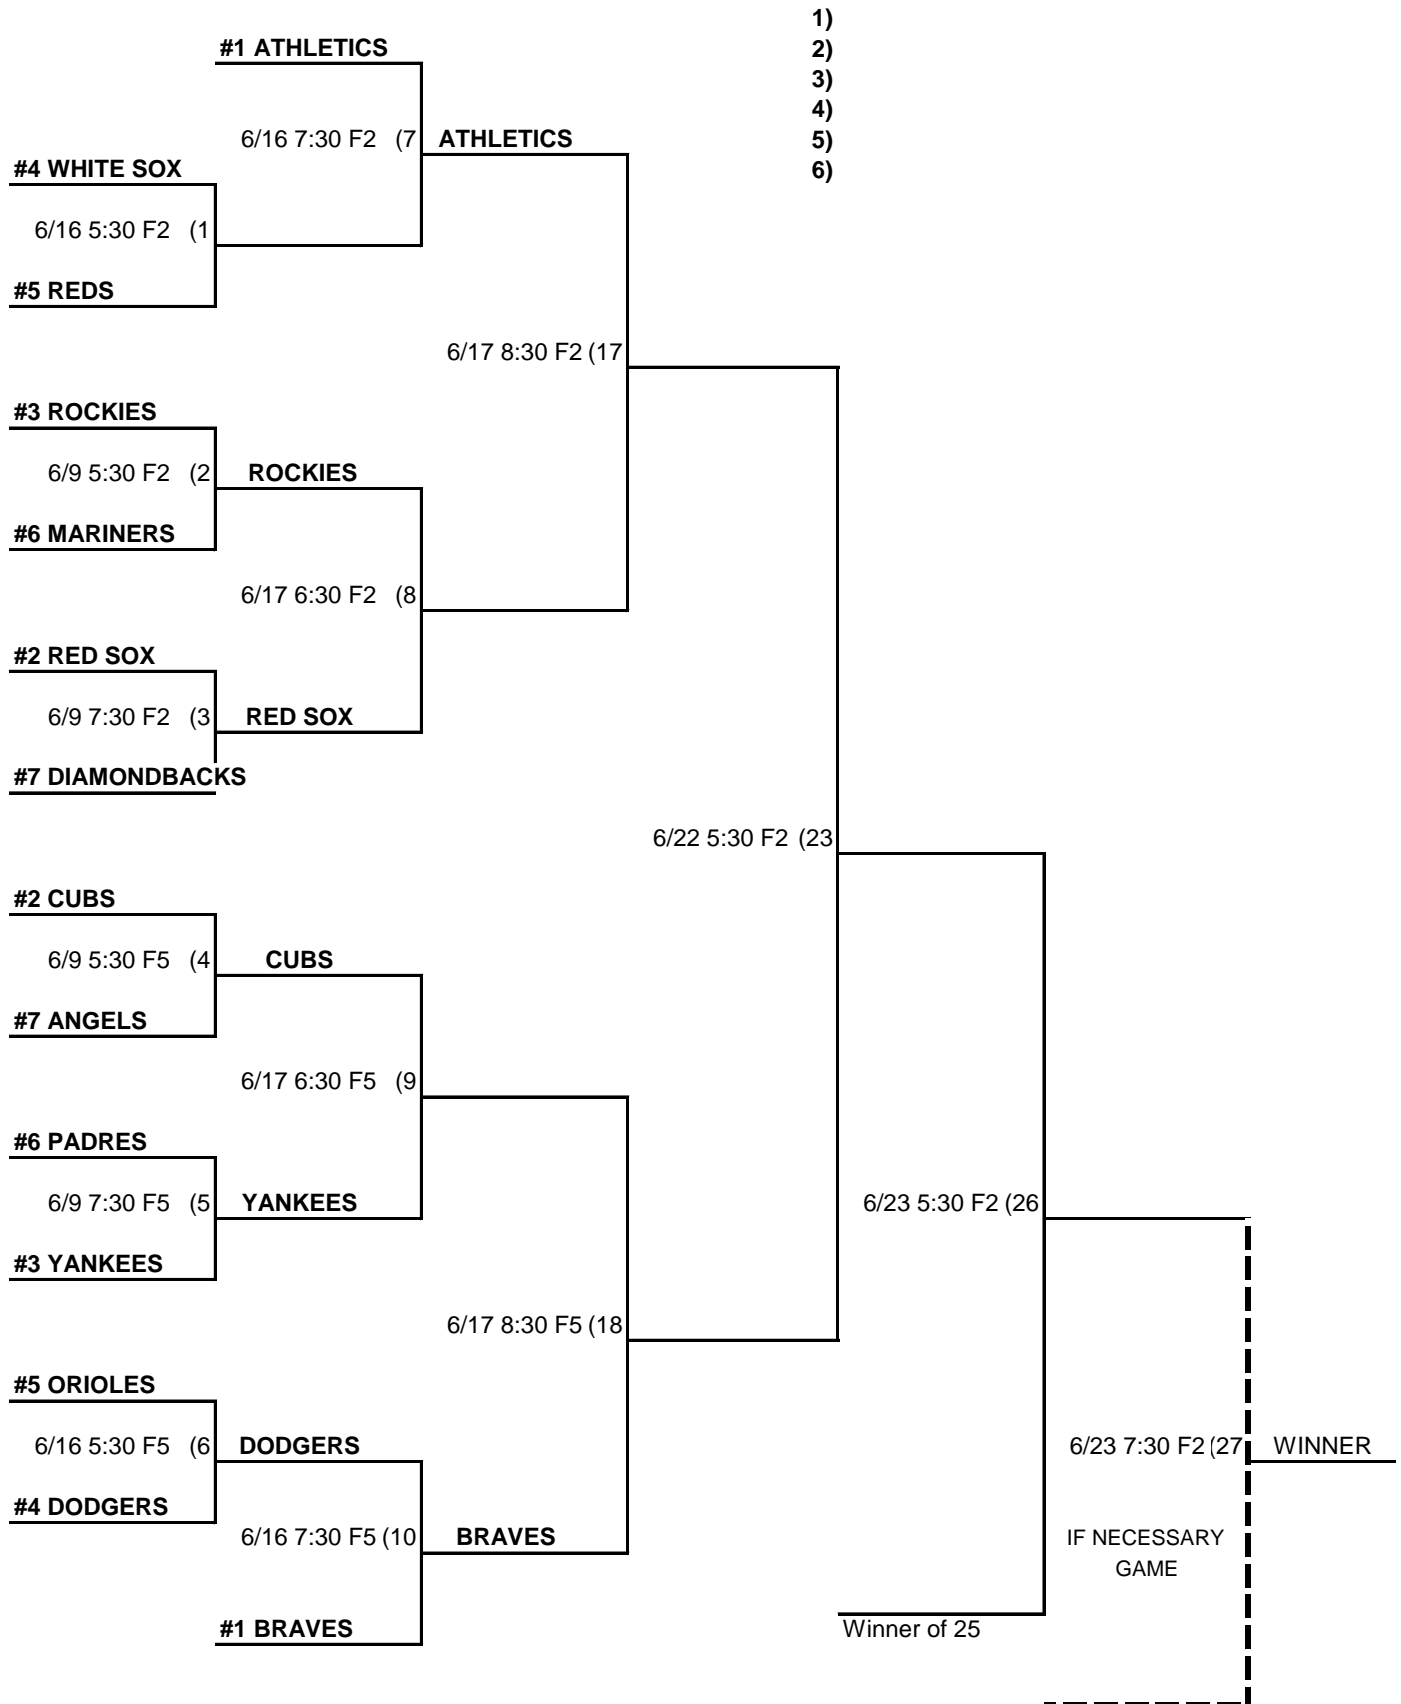 1)
#1 ATHLETICS
2)
3)
4)
6/16 7:30 F2 (7
ATHLETICS
5)
#4 WHITE SOX
6)
6/16 5:30 F2 (1
#5 REDS
6/17 8:30 F2 (17
#3 ROCKIES
6/9 5:30 F2 (2
ROCKIES
#6 MARINERS
6/17 6:30 F2 (8
#2 RED SOX
6/9 7:30 F2 (3
RED SOX
#7 DIAMONDBACKS
6/22 5:30 F2 (23
#2 CUBS
6/9 5:30 F5 (4
CUBS
#7 ANGELS
6/17 6:30 F5 (9
#6 PADRES
6/9 7:30 F5 (5
YANKEES
6/23 5:30 F2 (26
#3 YANKEES
6/17 8:30 F5 (18
#5 ORIOLES
6/16 5:30 F5 (6
DODGERS
6/23 7:30 F2 (27
WINNER
#4 DODGERS
6/16 7:30 F5 (10
BRAVES
IF NECESSARY
GAME
#1 BRAVES
Winner of 25